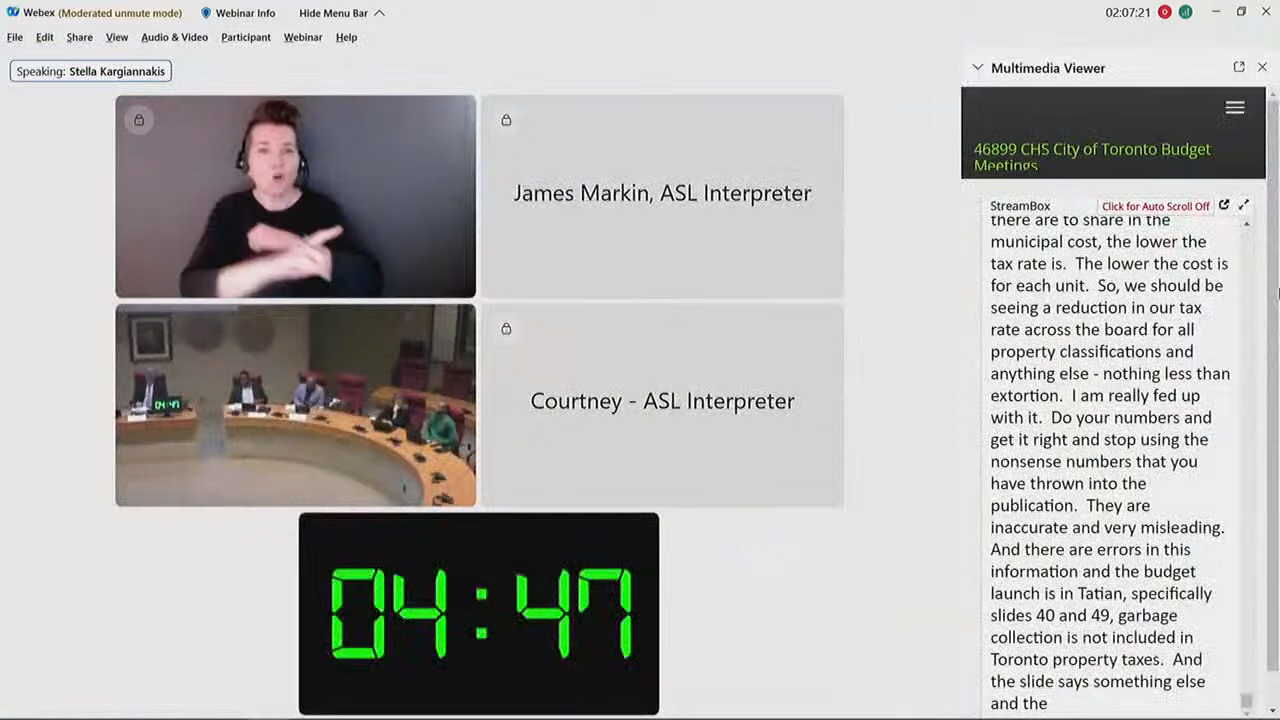 Webex (Moderated unmute mode) Webinar Info Hide Menu Bar 02:07:21
File Edit Share View Audio & Video Participant Webinar Help
Speaking: Stella Kargiannakis
Multimedia Viewer
46899 CHS City of Toronto Budget
Meetings
James Markin, ASL Interpreter
04:47
Courtney - ASL Interpreter
04:47
StreamBox Click for Auto Scroll Off
there are to share in the
municipal cost, the lower the
tax rate is. The lower the cost is
for each unit. So, we should be
seeing a reduction in our tax
rate across the board for all
property classifications and
anything else - nothing less than
extortion. I am really fed up
with it. Do your numbers and
get it right and stop using the
nonsense numbers that you
have thrown into the
publication. They are
inaccurate and very misleading.
And there are errors in this
information and the budget
launch is in Tatian, specifically
slides 40 and 49, garbage
collection is not included in
Toronto property taxes. And
the slide says something else
and the